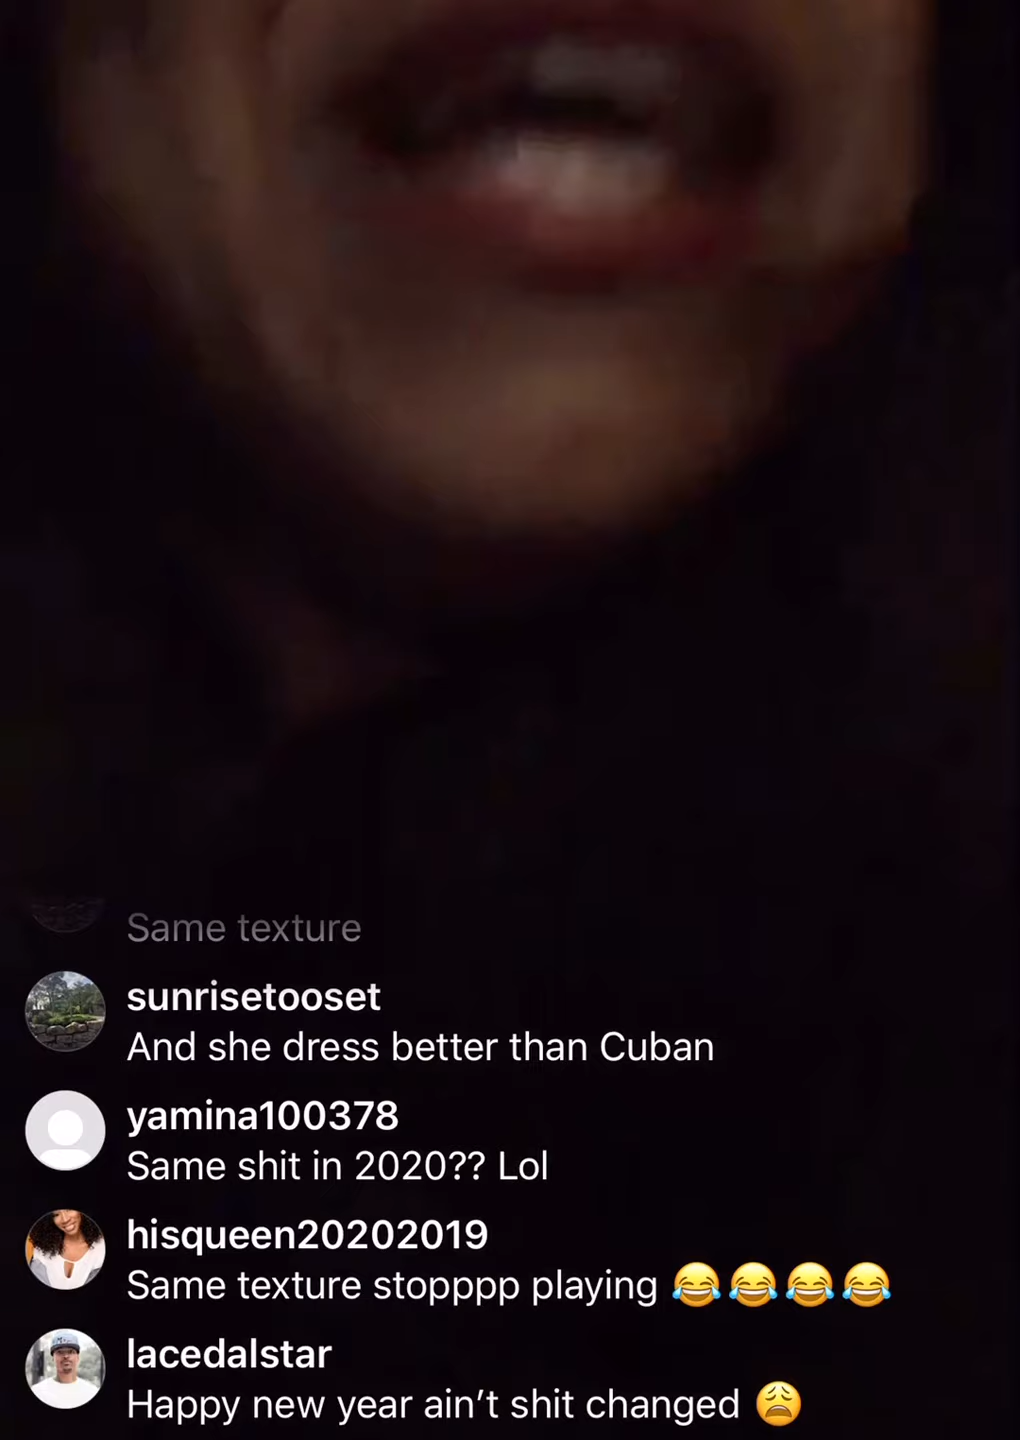 Same texture
sunrisetooset
And she dress better than Cuban
yamina100378
Same shit in 2020?? Lol
hisqueen20202019
Same texture stopppp playing 😂😂😂😂
lacedalstar
Happy new year ain’t shit changed 😩